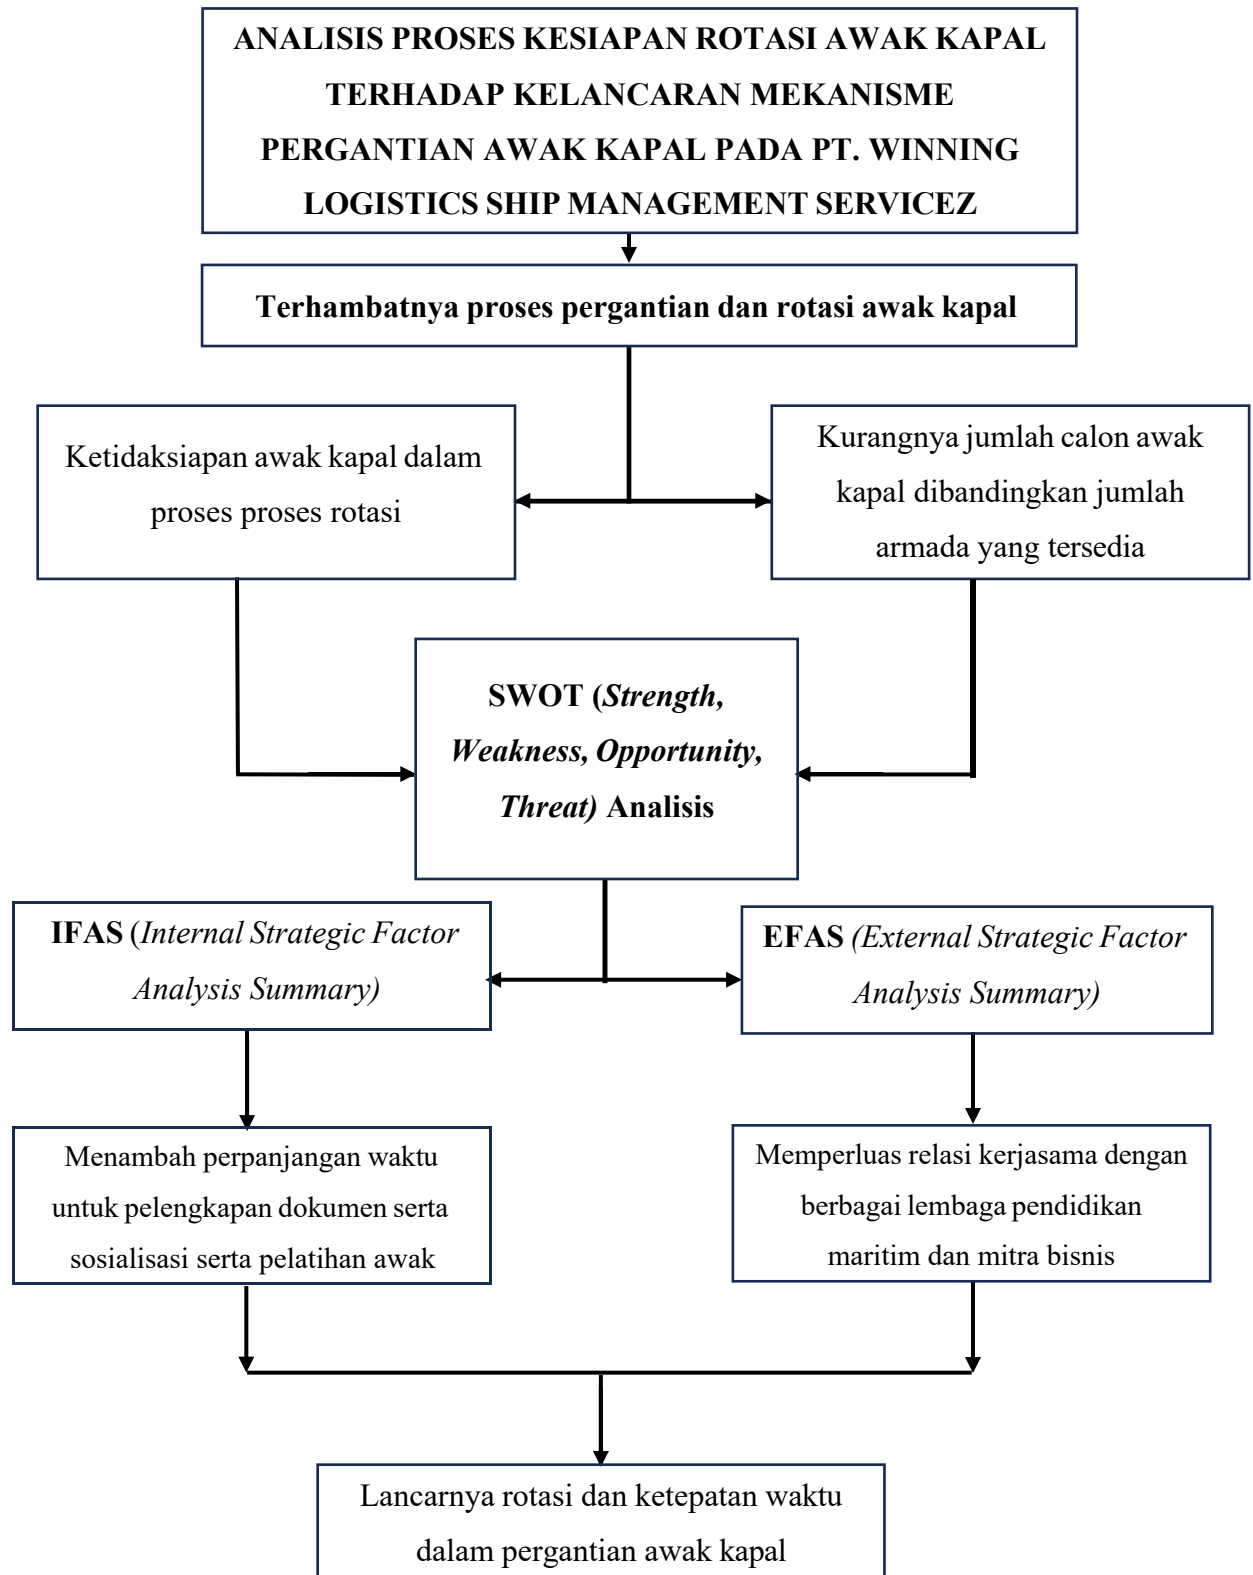 ANALISIS PROSES KESIAPAN ROTASI AWAK KAPAL
TERHADAP KELANCARAN MEKANISME
PERGANTIAN AWAK KAPAL PADA PT. WINNING
LOGISTICS SHIP MANAGEMENT SERVICEZ
Terhambatnya proses pergantian dan rotasi awak kapal
Ketidaksiapan awak kapal dalam
proses proses rotasi
Kurangnya jumlah calon awak
kapal dibandingkan jumlah
armada yang tersedia
SWOT (Strength,
Weakness, Opportunity,
Threat) Analisis
IFAS (Internal Strategic Factor
Analysis Summary)
EFAS (External Strategic Factor
Analysis Summary)
Menambah perpanjangan waktu
untuk pelengkapan dokumen serta
sosialisasi serta pelatihan awak
Memperluas relasi kerjasama dengan
berbagai lembaga pendidikan
maritim dan mitra bisnis
Lancarnya rotasi dan ketepatan waktu
dalam pergantian awak kapal